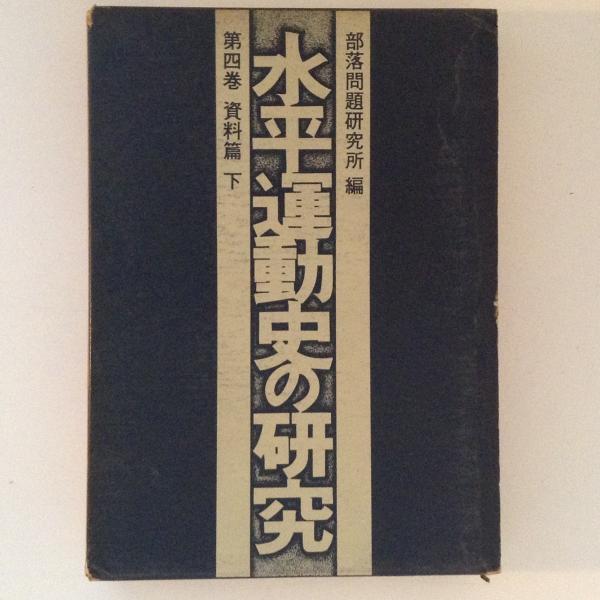 部落問題研究所 編
水平運動史の研究
第四巻 資料篇 下